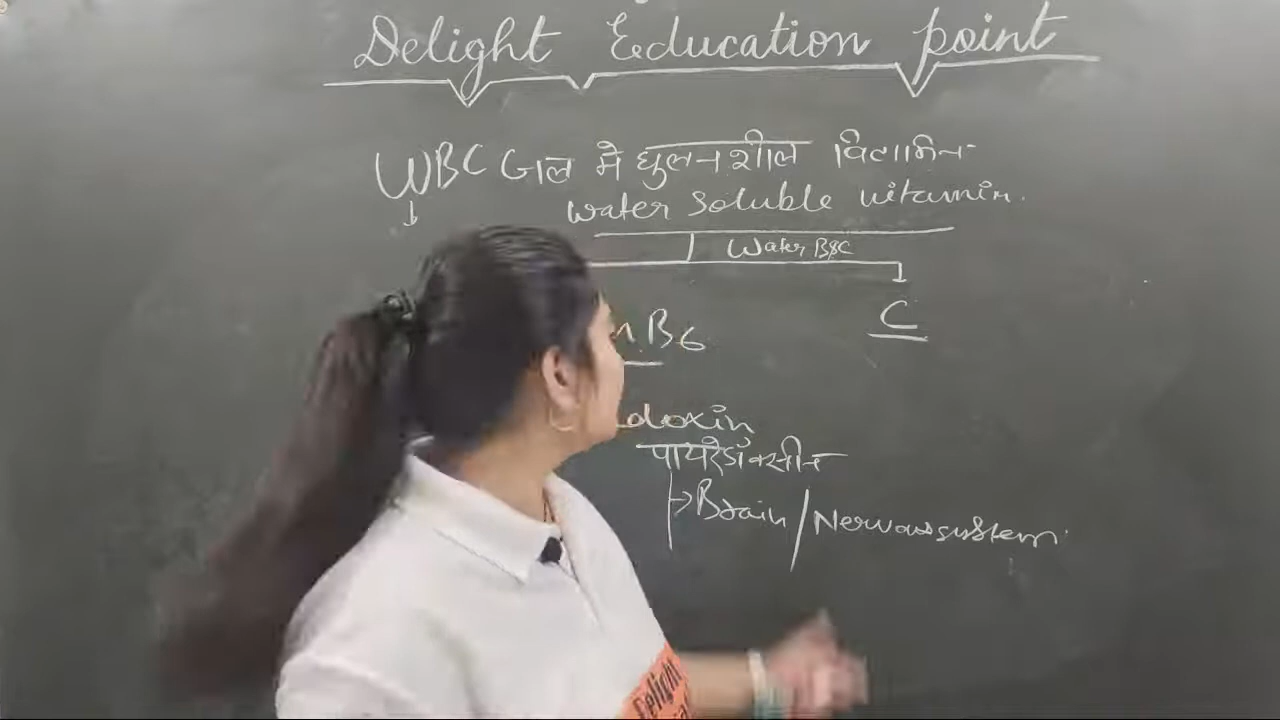 Delight Education point
WBC जल मे घुलनशील विटामिन
water soluble vitamin.
Water B&C
C
n B6
doxin
पायरेडॉक्सीन
→ Brain / Nervous system